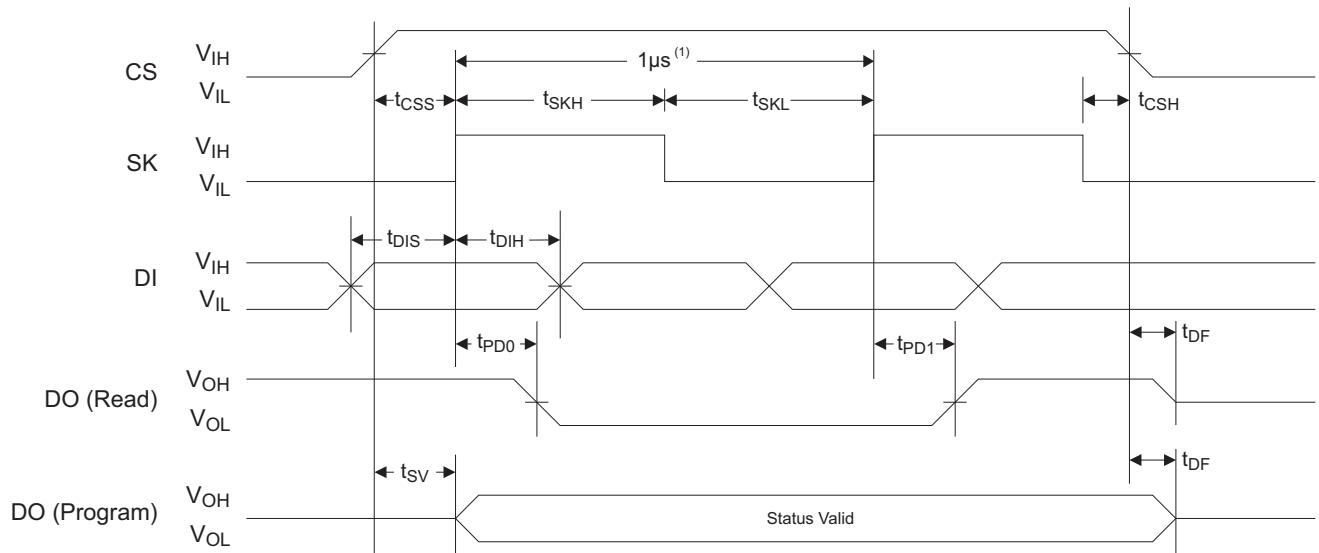 CS
VIH
VIL
1µs (1)
tCSS
tSKH
tSKL
tCSH
SK
VIH
VIL
tDIS
tDIH
DI
VIH
VIL
tPD0
tPD1
tDF
DO (Read)
VOH
VOL
tSV
tDF
DO (Program)
VOH
VOL
Status Valid